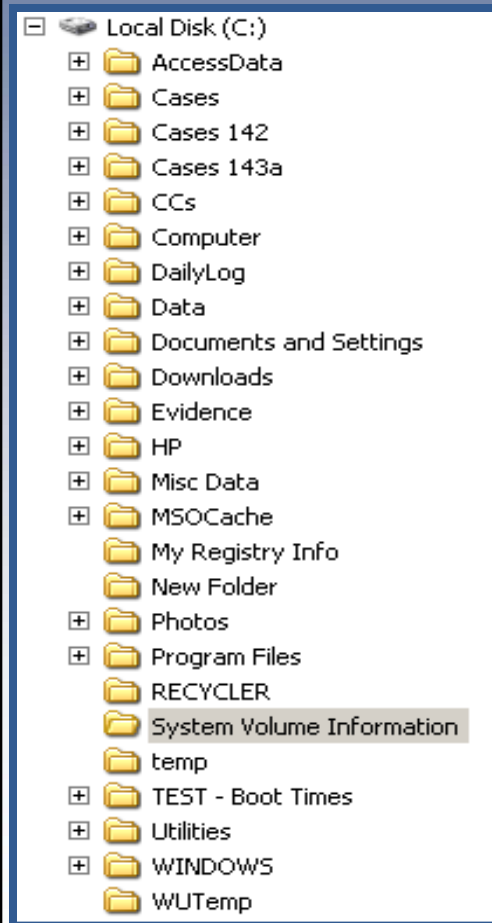 Local Disk (C:)
AccessData
Cases
Cases 142
Cases 143a
CCs
Computer
DailyLog
Data
Documents and Settings
Downloads
Evidence
HP
Misc Data
MSOCache
My Registry Info
New Folder
Photos
Program Files
RECYCLER
System Volume Information
temp
TEST - Boot Times
Utilities
WINDOWS
WUTemp